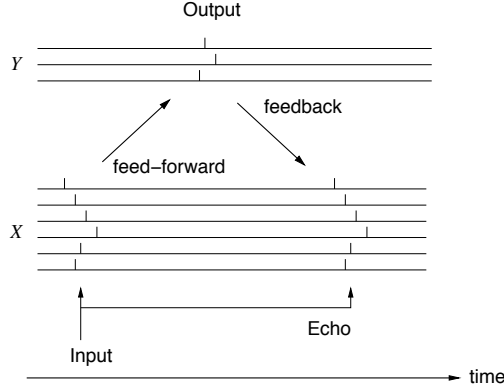 Output
Y
feedback
feed–forward
X
Echo
Input
time